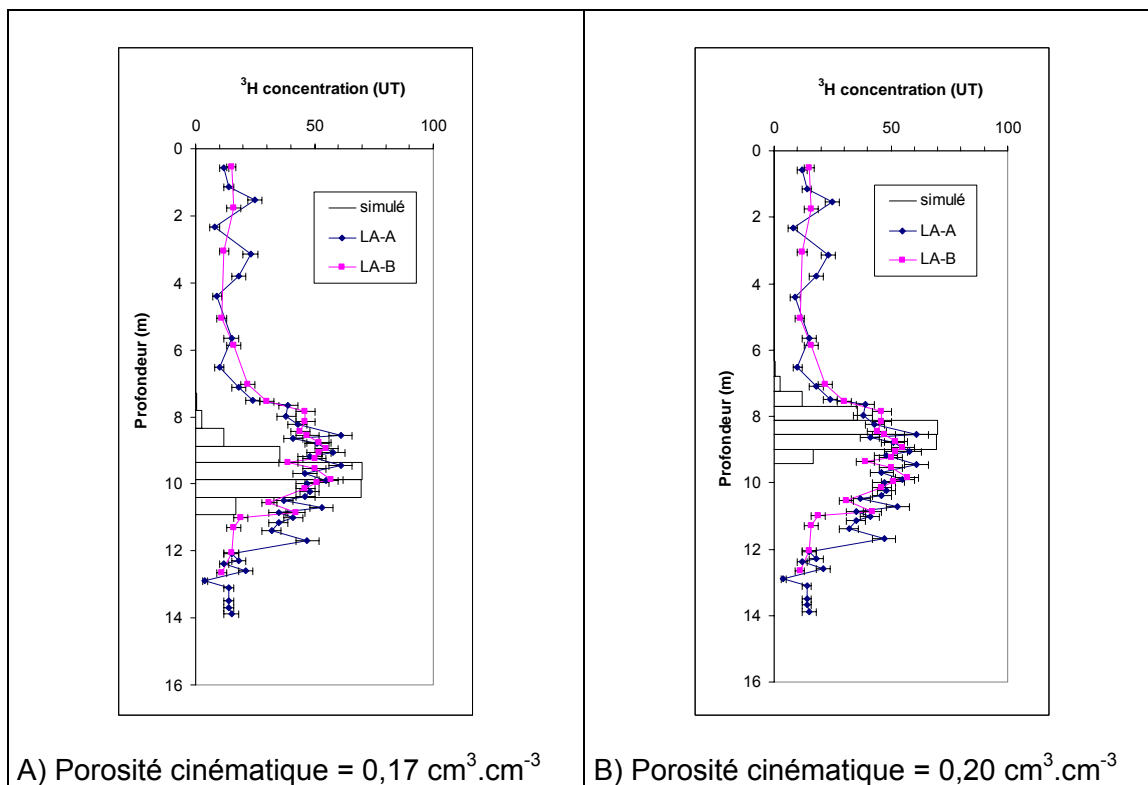 ³H concentration (UT)
0 50 100
0
2
4
6
8
10
12
14
16
Profondeur (m)
simulé
LA-A
LA-B
A) Porosité cinématique = 0,17 cm³.cm⁻³
³H concentration (UT)
0 50 100
0
2
4
6
8
10
12
14
16
Profondeur (m)
simulé
LA-A
LA-B
B) Porosité cinématique = 0,20 cm³.cm⁻³